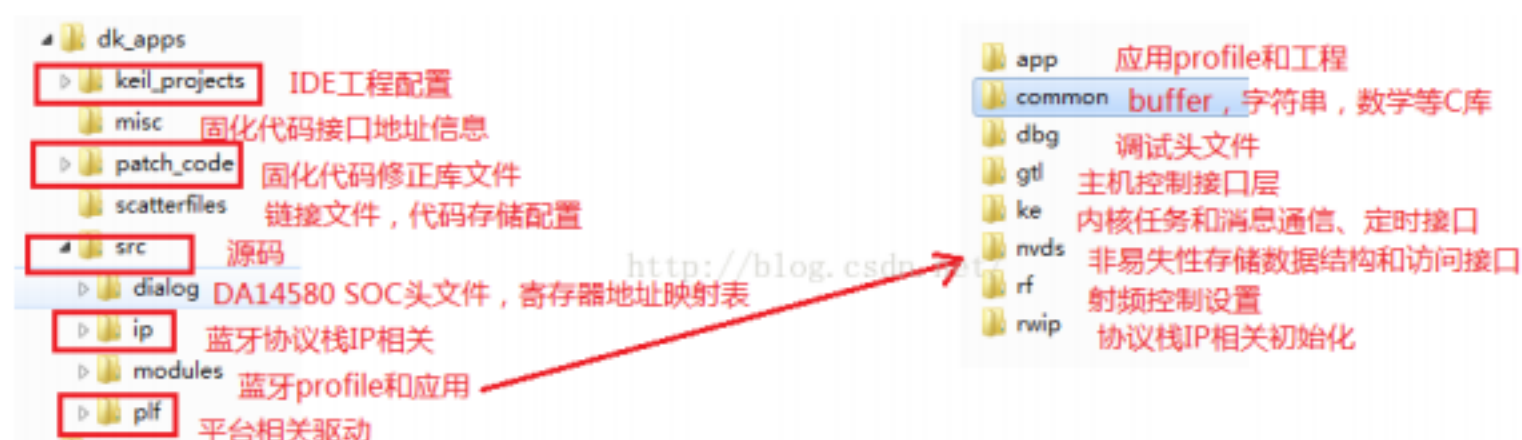 dk_apps
keil_projects IDE工程配置
misc 固化代码接口地址信息
patch_code 固化代码修正库文件
scatterfiles 链接文件，代码存储配置
src 源码
dialog DA14580 SOC头文件，寄存器地址映射表
ip 蓝牙协议栈IP相关
modules 蓝牙profile和应用
plf 平台相关驱动
http://blog.csdn.net/
app 应用profile和工程
common buffer，字符串，数学等C库
dbg 调试头文件
gtl 主机控制接口层
ke 内核任务和消息通信、定时接口
nvds 非易失性存储数据结构和访问接口
rf 射频控制设置
rwip 协议栈IP相关初始化